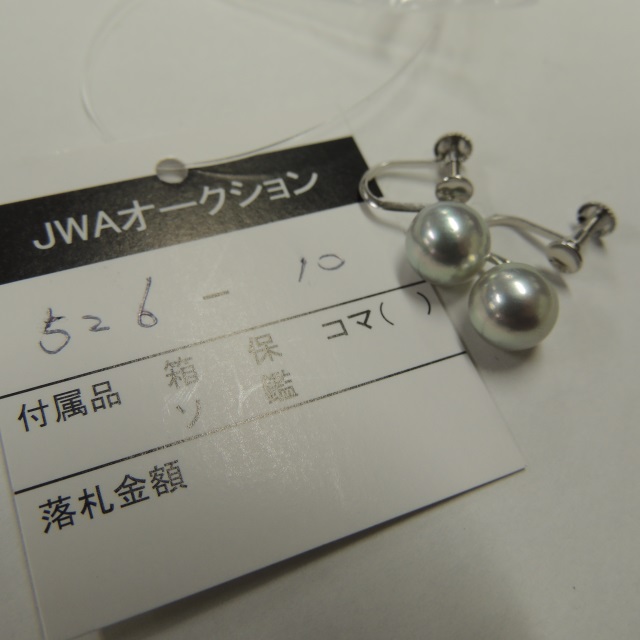 JWAオークション
526-10
付属品 箱 保 コマ( )
ソ 鑑
落札金額